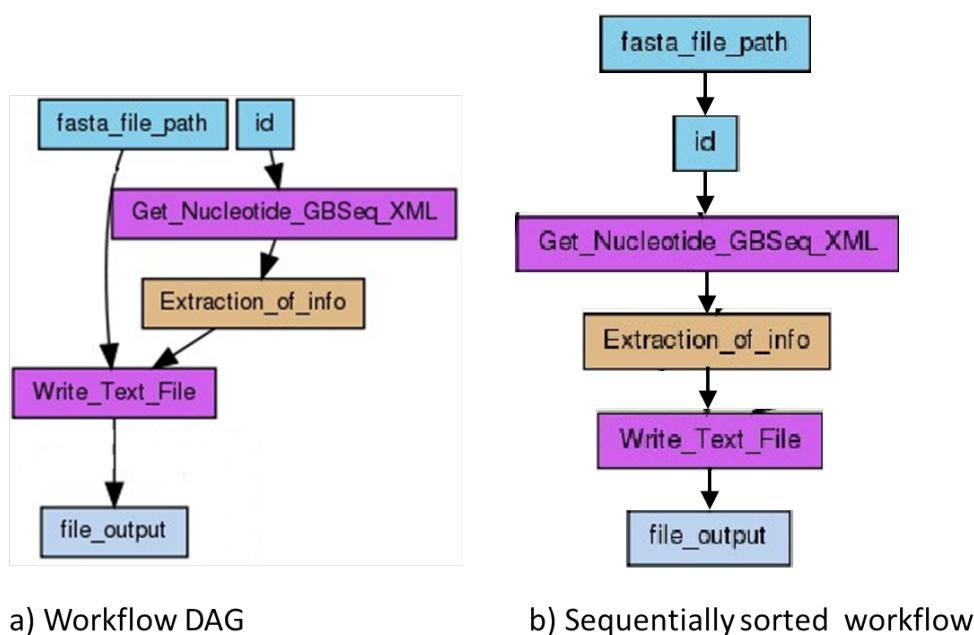 fasta_file_path
id
Get_Nucleotide_GBSeq_XML
Extraction_of_info
Write_Text_File
file_output
a) Workflow DAG
fasta_file_path
id
Get_Nucleotide_GBSeq_XML
Extraction_of_info
Write_Text_File
file_output
b) Sequentially sorted workflow